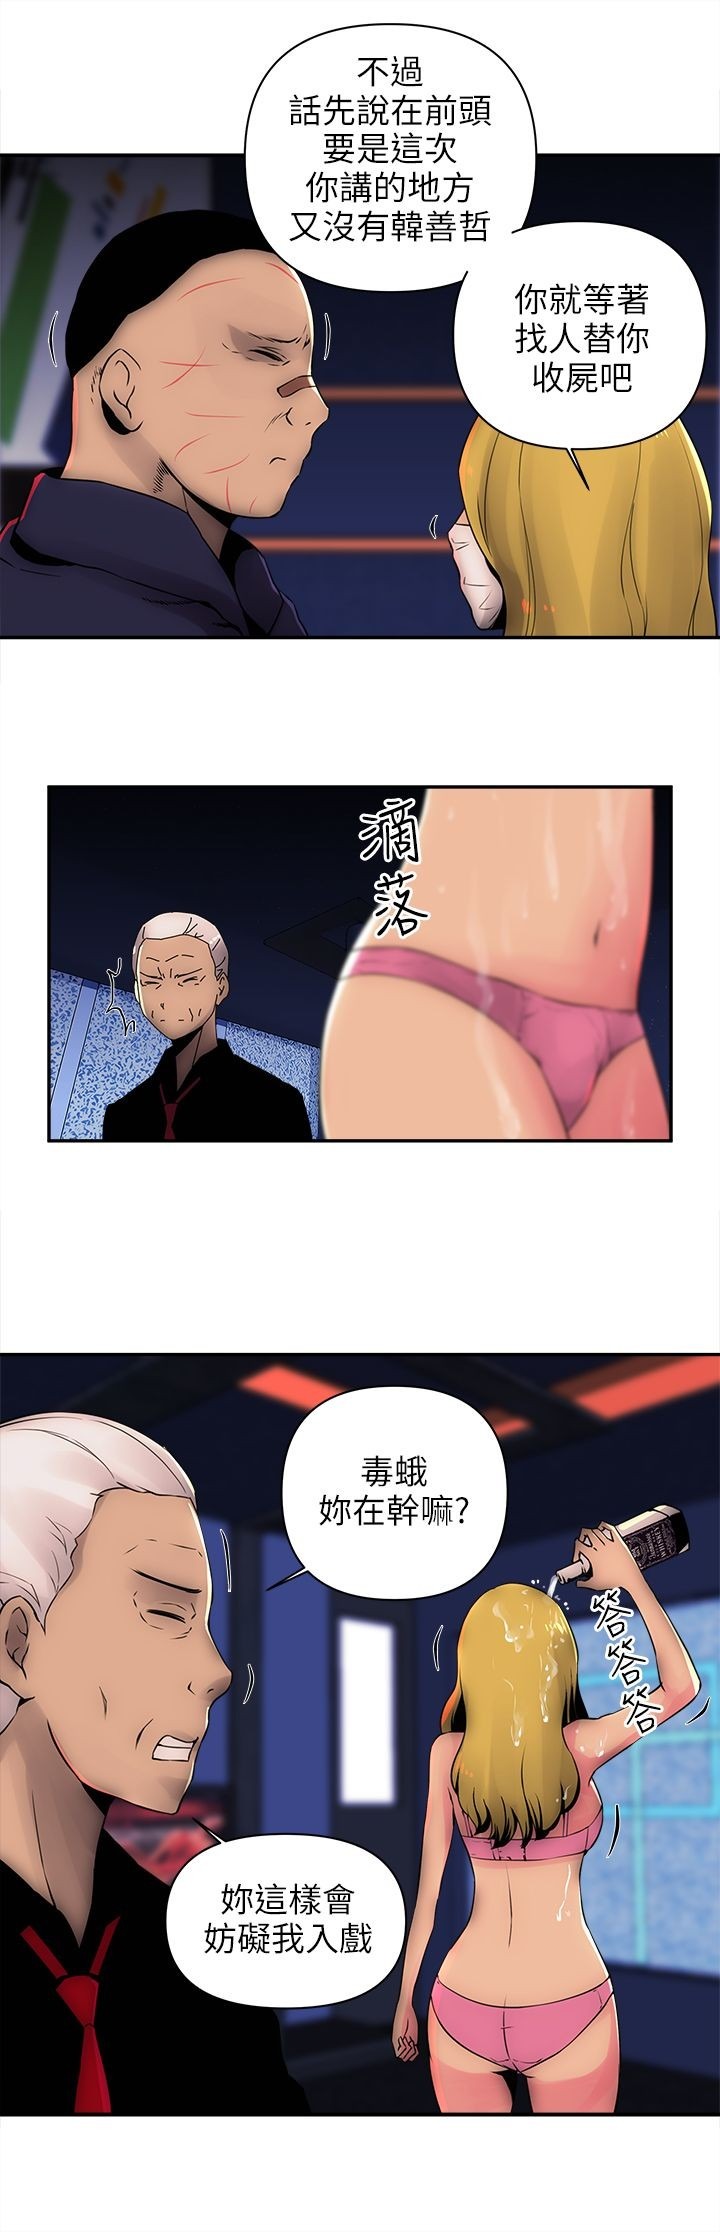 不過
話先說在前頭
要是這次
你講的地方
又沒有韓善哲
你就等著
找人替你
收屍吧
滴落
毒蛾
妳在幹嘛?
答答答
妳這樣會
妨礙我入戲